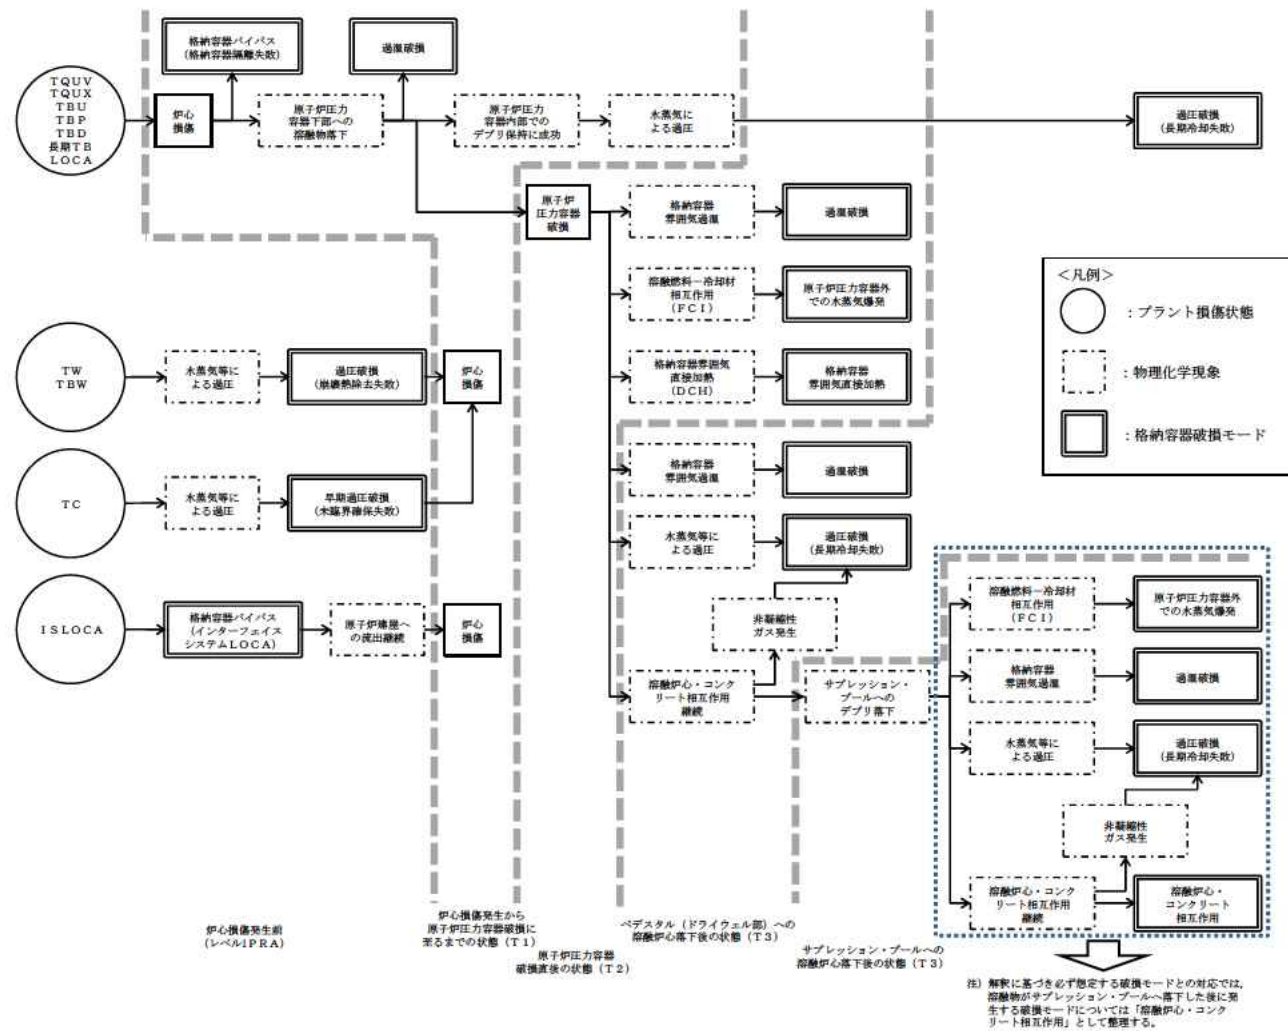 TQUV
TQUX
TBU
TBP
TBD
長期TB
LOCA
炉心
損傷
格納容器バイパス
(格納容器隔離失敗)
原子炉圧力
容器下部への
溶融物落下
過温破損
原子炉圧力
容器内部での
デブリ保持に成功
水蒸気
による過圧
過圧破損
(長期冷却失敗)
原子炉
圧力容器
破損
格納容器
雰囲気過温
過温破損
溶融燃料－冷却材
相互作用
(FCI)
原子炉圧力容器外
での水蒸気爆発
格納容器雰囲気
直接加熱
(DCH)
格納容器
雰囲気直接加熱
格納容器
雰囲気過温
過温破損
水蒸気等に
よる過圧
過圧破損
(長期冷却失敗)
非凝縮性
ガス発生
溶融炉心・コンク
リート相互作用
継続
サプレッション・
プールへの
デブリ落下
溶融燃料－冷却材
相互作用
(FCI)
原子炉圧力容器外
での水蒸気爆発
格納容器
雰囲気過温
過温破損
水蒸気等に
よる過圧
過圧破損
(長期冷却失敗)
非凝縮性
ガス発生
溶融炉心・コンク
リート相互作用
継続
溶融炉心・
コンクリート
相互作用
TW
TBW
水蒸気等に
よる過圧
過圧破損
(崩壊熱除去失敗)
炉心
損傷
TC
水蒸気等に
よる過圧
早期過圧破損
(未臨界確保失敗)
ISLOCA
格納容器バイパス
(インターフェイス
システムLOCA)
原子炉建屋へ
の流出継続
炉心
損傷
＜凡例＞
：プラント損傷状態
：物理化学現象
：格納容器破損モード
炉心損傷発生前
(レベル1PRA)
炉心損傷発生から
原子炉圧力容器破損に
至るまでの状態(T1)
原子炉圧力容器
破損直後の状態(T2)
ペデスタル(ドライウェル部)への
溶融炉心落下後の状態(T3)
サプレッション・プールへの
溶融炉心落下後の状態(T3)
注) 解釈に基づき必ず想定する破損モードとの対応では，
溶融物がサプレッション・プールへ落下した後に発
生する破損モードについては「溶融炉心・コンク
リート相互作用」として整理する。